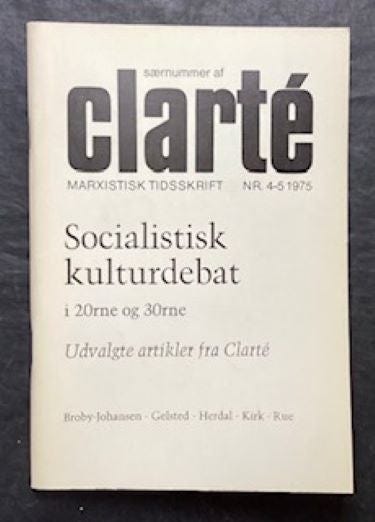 særnummer af
clarté
MARXISTISK TIDSSKRIFT NR. 4-5 1975
Socialistisk
kulturdebat
i 20rne og 30rne
Udvalgte artikler fra Clarté
Broby-Johansen · Gelsted · Herdal · Kirk · Rue